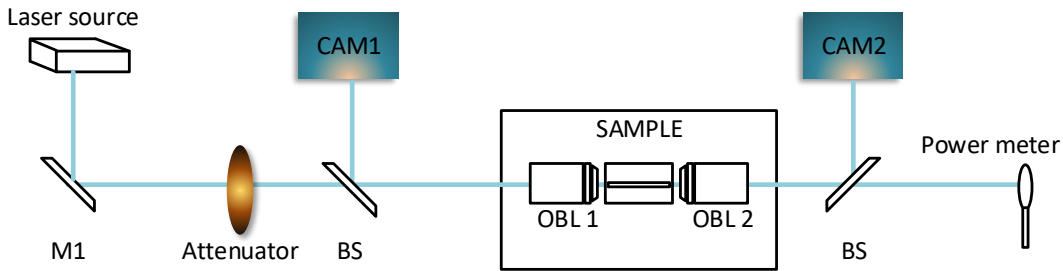 Laser source
CAM1
CAM2
SAMPLE
Power meter
OBL 1
OBL 2
M1
Attenuator
BS
BS